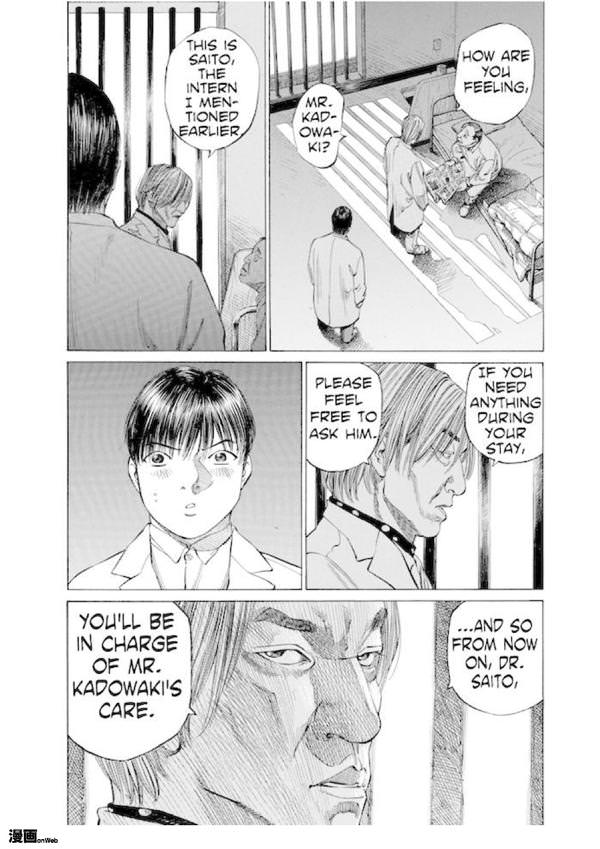 HOW ARE
YOU
FEELING,
MR.
KAD-
OWA-
KI?
THIS IS
SAITO,
THE
INTERN
I MEN-
TIONED
EARLIER.
IF YOU
NEED
ANYTHING
DURING
YOUR
STAY,
PLEASE
FEEL
FREE TO
ASK HIM.
...AND SO
FROM NOW
ON, DR.
SAITO,
YOU'LL BE
IN CHARGE
OF MR.
KADOWAKI'S
CARE.
漫画onWeb